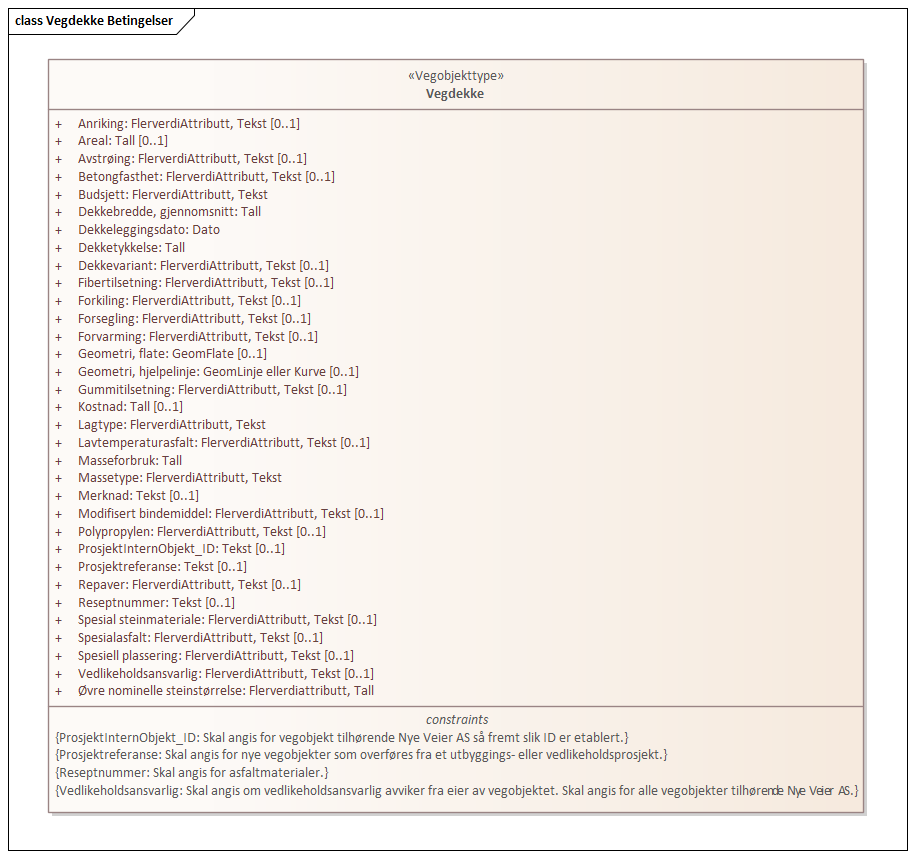 class Vegdekke Betingelser
«Vegobjekttype»
Vegdekke
+ Anriking: FlerverdiAttributt, Tekst [0..1]
+ Areal: Tall [0..1]
+ Avstrøing: FlerverdiAttributt, Tekst [0..1]
+ Betongfasthet: FlerverdiAttributt, Tekst [0..1]
+ Budsjett: FlerverdiAttributt, Tekst
+ Dekkebredde, gjennomsnitt: Tall
+ Dekkeleggingsdato: Dato
+ Dekketykkelse: Tall
+ Dekkevariant: FlerverdiAttributt, Tekst [0..1]
+ Fibertilsetning: FlerverdiAttributt, Tekst [0..1]
+ Forkiling: FlerverdiAttributt, Tekst [0..1]
+ Forsegling: FlerverdiAttributt, Tekst [0..1]
+ Forvarming: FlerverdiAttributt, Tekst [0..1]
+ Geometri, flate: GeomFlate [0..1]
+ Geometri, hjelpelinje: GeomLinje eller Kurve [0..1]
+ Gummitilsetning: FlerverdiAttributt, Tekst [0..1]
+ Kostnad: Tall [0..1]
+ Lagtype: FlerverdiAttributt, Tekst
+ Lavtemperaturasfalt: FlerverdiAttributt, Tekst [0..1]
+ Masseforbruk: Tall
+ Massetype: FlerverdiAttributt, Tekst
+ Merknad: Tekst [0..1]
+ Modifisert bindemiddel: FlerverdiAttributt, Tekst [0..1]
+ Polypropylen: FlerverdiAttributt, Tekst [0..1]
+ ProsjektInternObjekt_ID: Tekst [0..1]
+ Prosjektreferanse: Tekst [0..1]
+ Repaver: FlerverdiAttributt, Tekst [0..1]
+ Reseptnummer: Tekst [0..1]
+ Spesial steinmateriale: FlerverdiAttributt, Tekst [0..1]
+ Spesialasfalt: FlerverdiAttributt, Tekst [0..1]
+ Spesiell plassering: FlerverdiAttributt, Tekst [0..1]
+ Vedlikeholdsansvarlig: FlerverdiAttributt, Tekst [0..1]
+ Øvre nominelle steinstørrelse: Flerverdiattributt, Tall
constraints
{ProsjektInternObjekt_ID: Skal angis for vegobjekt tilhørende Nye Veier AS så fremt slik ID er etablert.}
{Prosjektreferanse: Skal angis for nye vegobjekter som overføres fra et utbyggings- eller vedlikeholdsprosjekt.}
{Reseptnummer: Skal angis for asfaltmaterialer.}
{Vedlikeholdsansvarlig: Skal angis om vedlikeholdsansvarlig avviker fra eier av vegobjektet. Skal angis for alle vegobjekter tilhørende Nye Veier AS.}